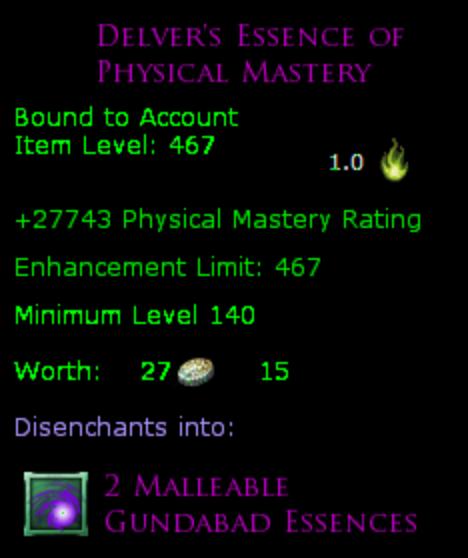 Delver's Essence of
Physical Mastery
Bound to Account
Item Level: 467
1.0
+27743 Physical Mastery Rating
Enhancement Limit: 467
Minimum Level 140
Worth: 27 15
Disenchants into:
2 Malleable
Gundabad Essences